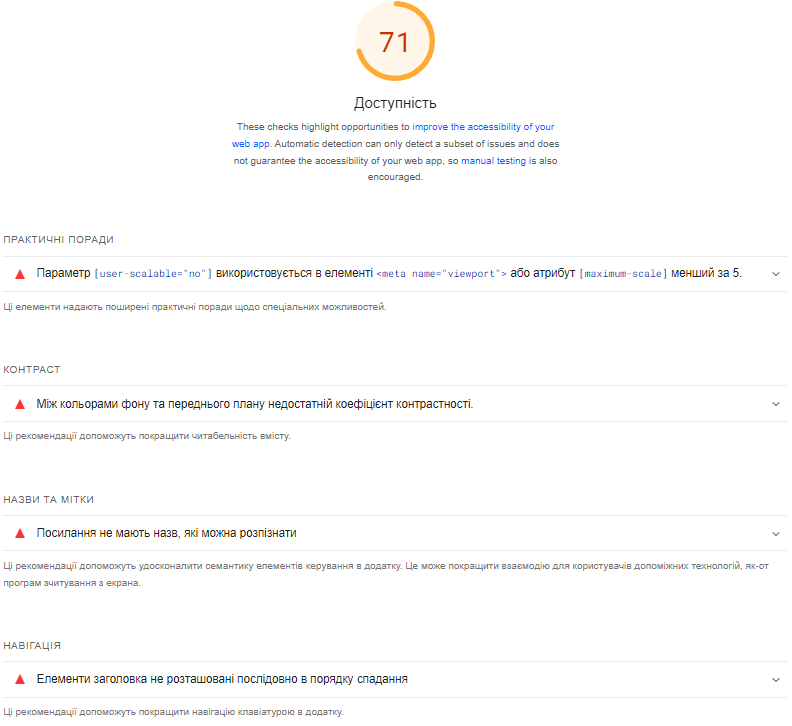 71
Доступність
These checks highlight opportunities to improve the accessibility of your
web app. Automatic detection can only detect a subset of issues and does
not guarantee the accessibility of your web app, so manual testing is also
encouraged.
ПРАКТИЧНІ ПОРАДИ
Параметр [user-scalable="no"] використовується в елементі <meta name="viewport"> або атрибут [maximum-scale] менший за 5.
Ці елементи надають поширені практичні поради щодо спеціальних можливостей.
КОНТРАСТ
Між кольорами фону та переднього плану недостатній коефіцієнт контрастності.
Ці рекомендації допоможуть покращити читабельність вмісту.
НАЗВИ ТА МІТКИ
Посилання не мають назв, які можна розпізнати
Ці рекомендації допоможуть удосконалити семантику елементів керування в додатку. Це може покращити взаємодію для користувачів допоміжних технологій, як-от
програм зчитування з екрана.
НАВІГАЦІЯ
Елементи заголовка не розташовані послідовно в порядку спадання
Ці рекомендації допоможуть покращити навігацію клавіатурою в додатку.